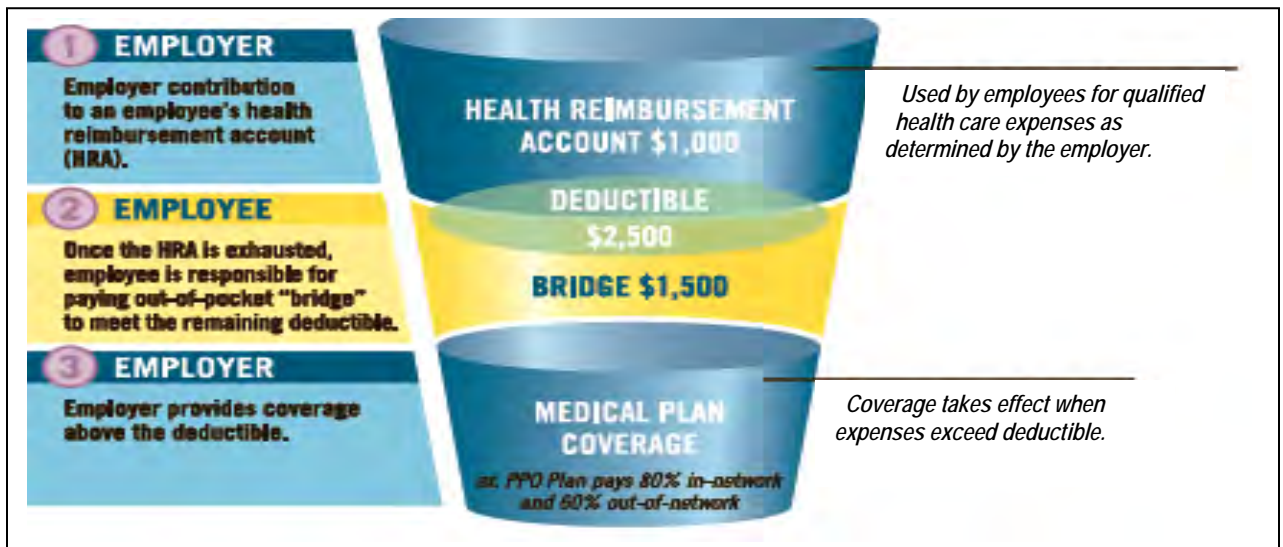 1 EMPLOYER
Employer contribution
to an employee's health
reimbursement account
(HRA).
2 EMPLOYEE
Once the HRA is exhausted,
employee is responsible for
paying out-of-pocket "bridge"
to meet the remaining deductible.
3 EMPLOYER
Employer provides coverage
above the deductible.
HEALTH REIMBURSEMENT
ACCOUNT $1,000
DEDUCTIBLE
$2,500
BRIDGE $1,500
MEDICAL PLAN
COVERAGE
ex. PPO Plan pays 80% in-network
and 60% out-of-network
Used by employees for qualified
health care expenses as
determined by the employer.
Coverage takes effect when
expenses exceed deductible.